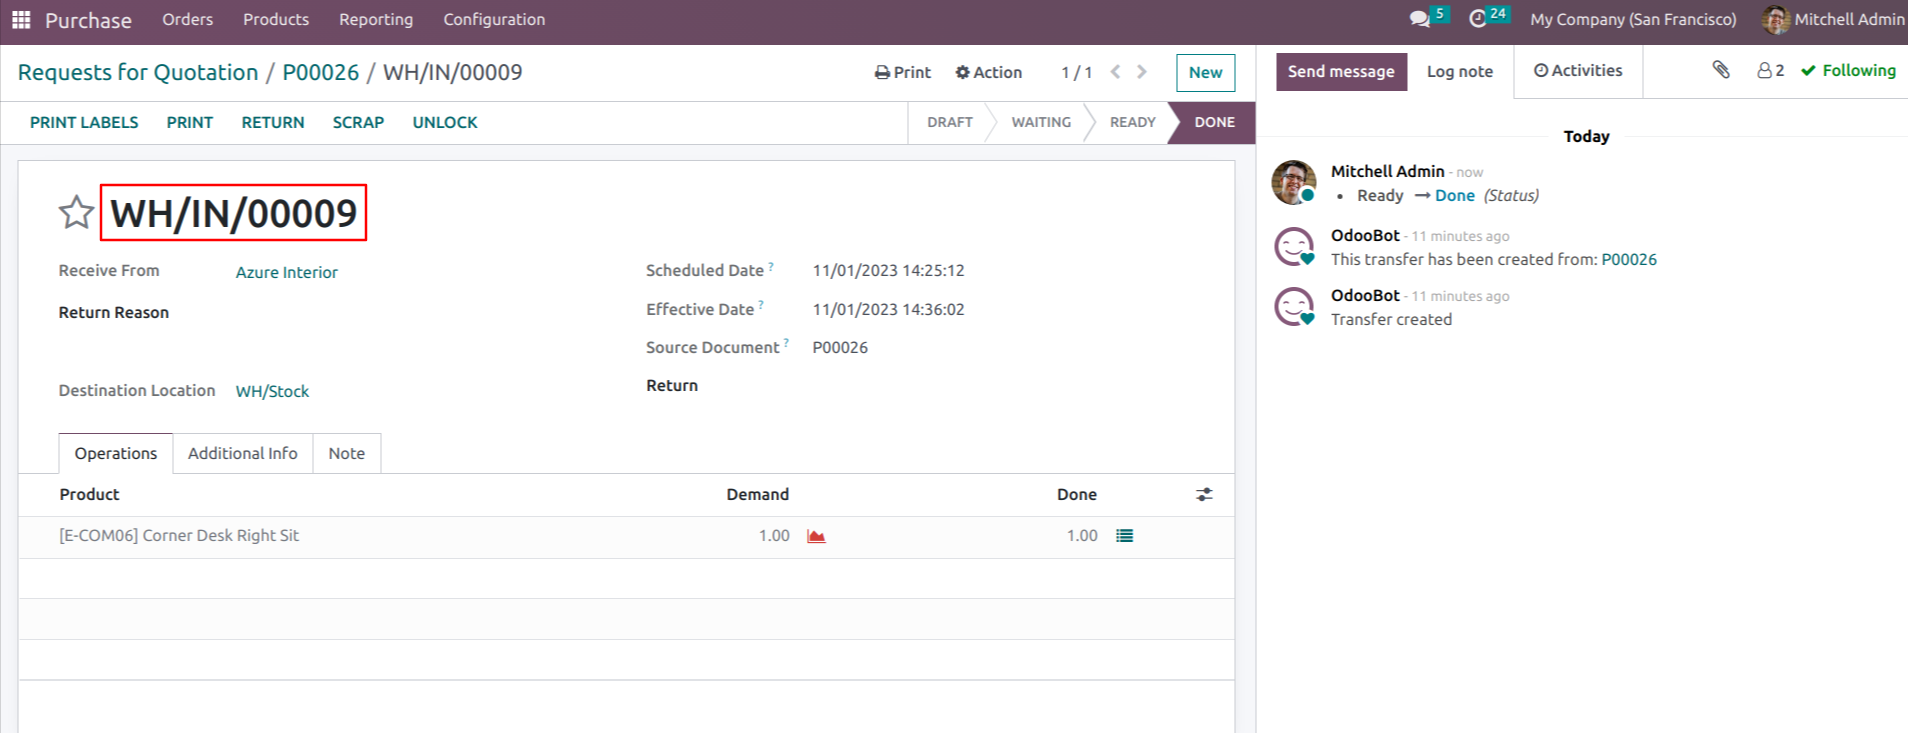 Purchase Orders Products Reporting Configuration 5 24 My Company (San Francisco) Mitchell Admin
Requests for Quotation / P00026 / WH/IN/00009 Print Action 1 / 1 New
Send message Log note Activities 2 Following
PRINT LABELS PRINT RETURN SCRAP UNLOCK DRAFT WAITING READY DONE
WH/IN/00009
Receive From Azure Interior
Return Reason
Destination Location WH/Stock
Scheduled Date ? 11/01/2023 14:25:12
Effective Date ? 11/01/2023 14:36:02
Source Document ? P00026
Return
Operations Additional Info Note
Product Demand Done
[E-COM06] Corner Desk Right Sit 1.00 1.00
Today
Mitchell Admin - now
• Ready → Done (Status)
OdooBot - 11 minutes ago
This transfer has been created from: P00026
OdooBot - 11 minutes ago
Transfer created